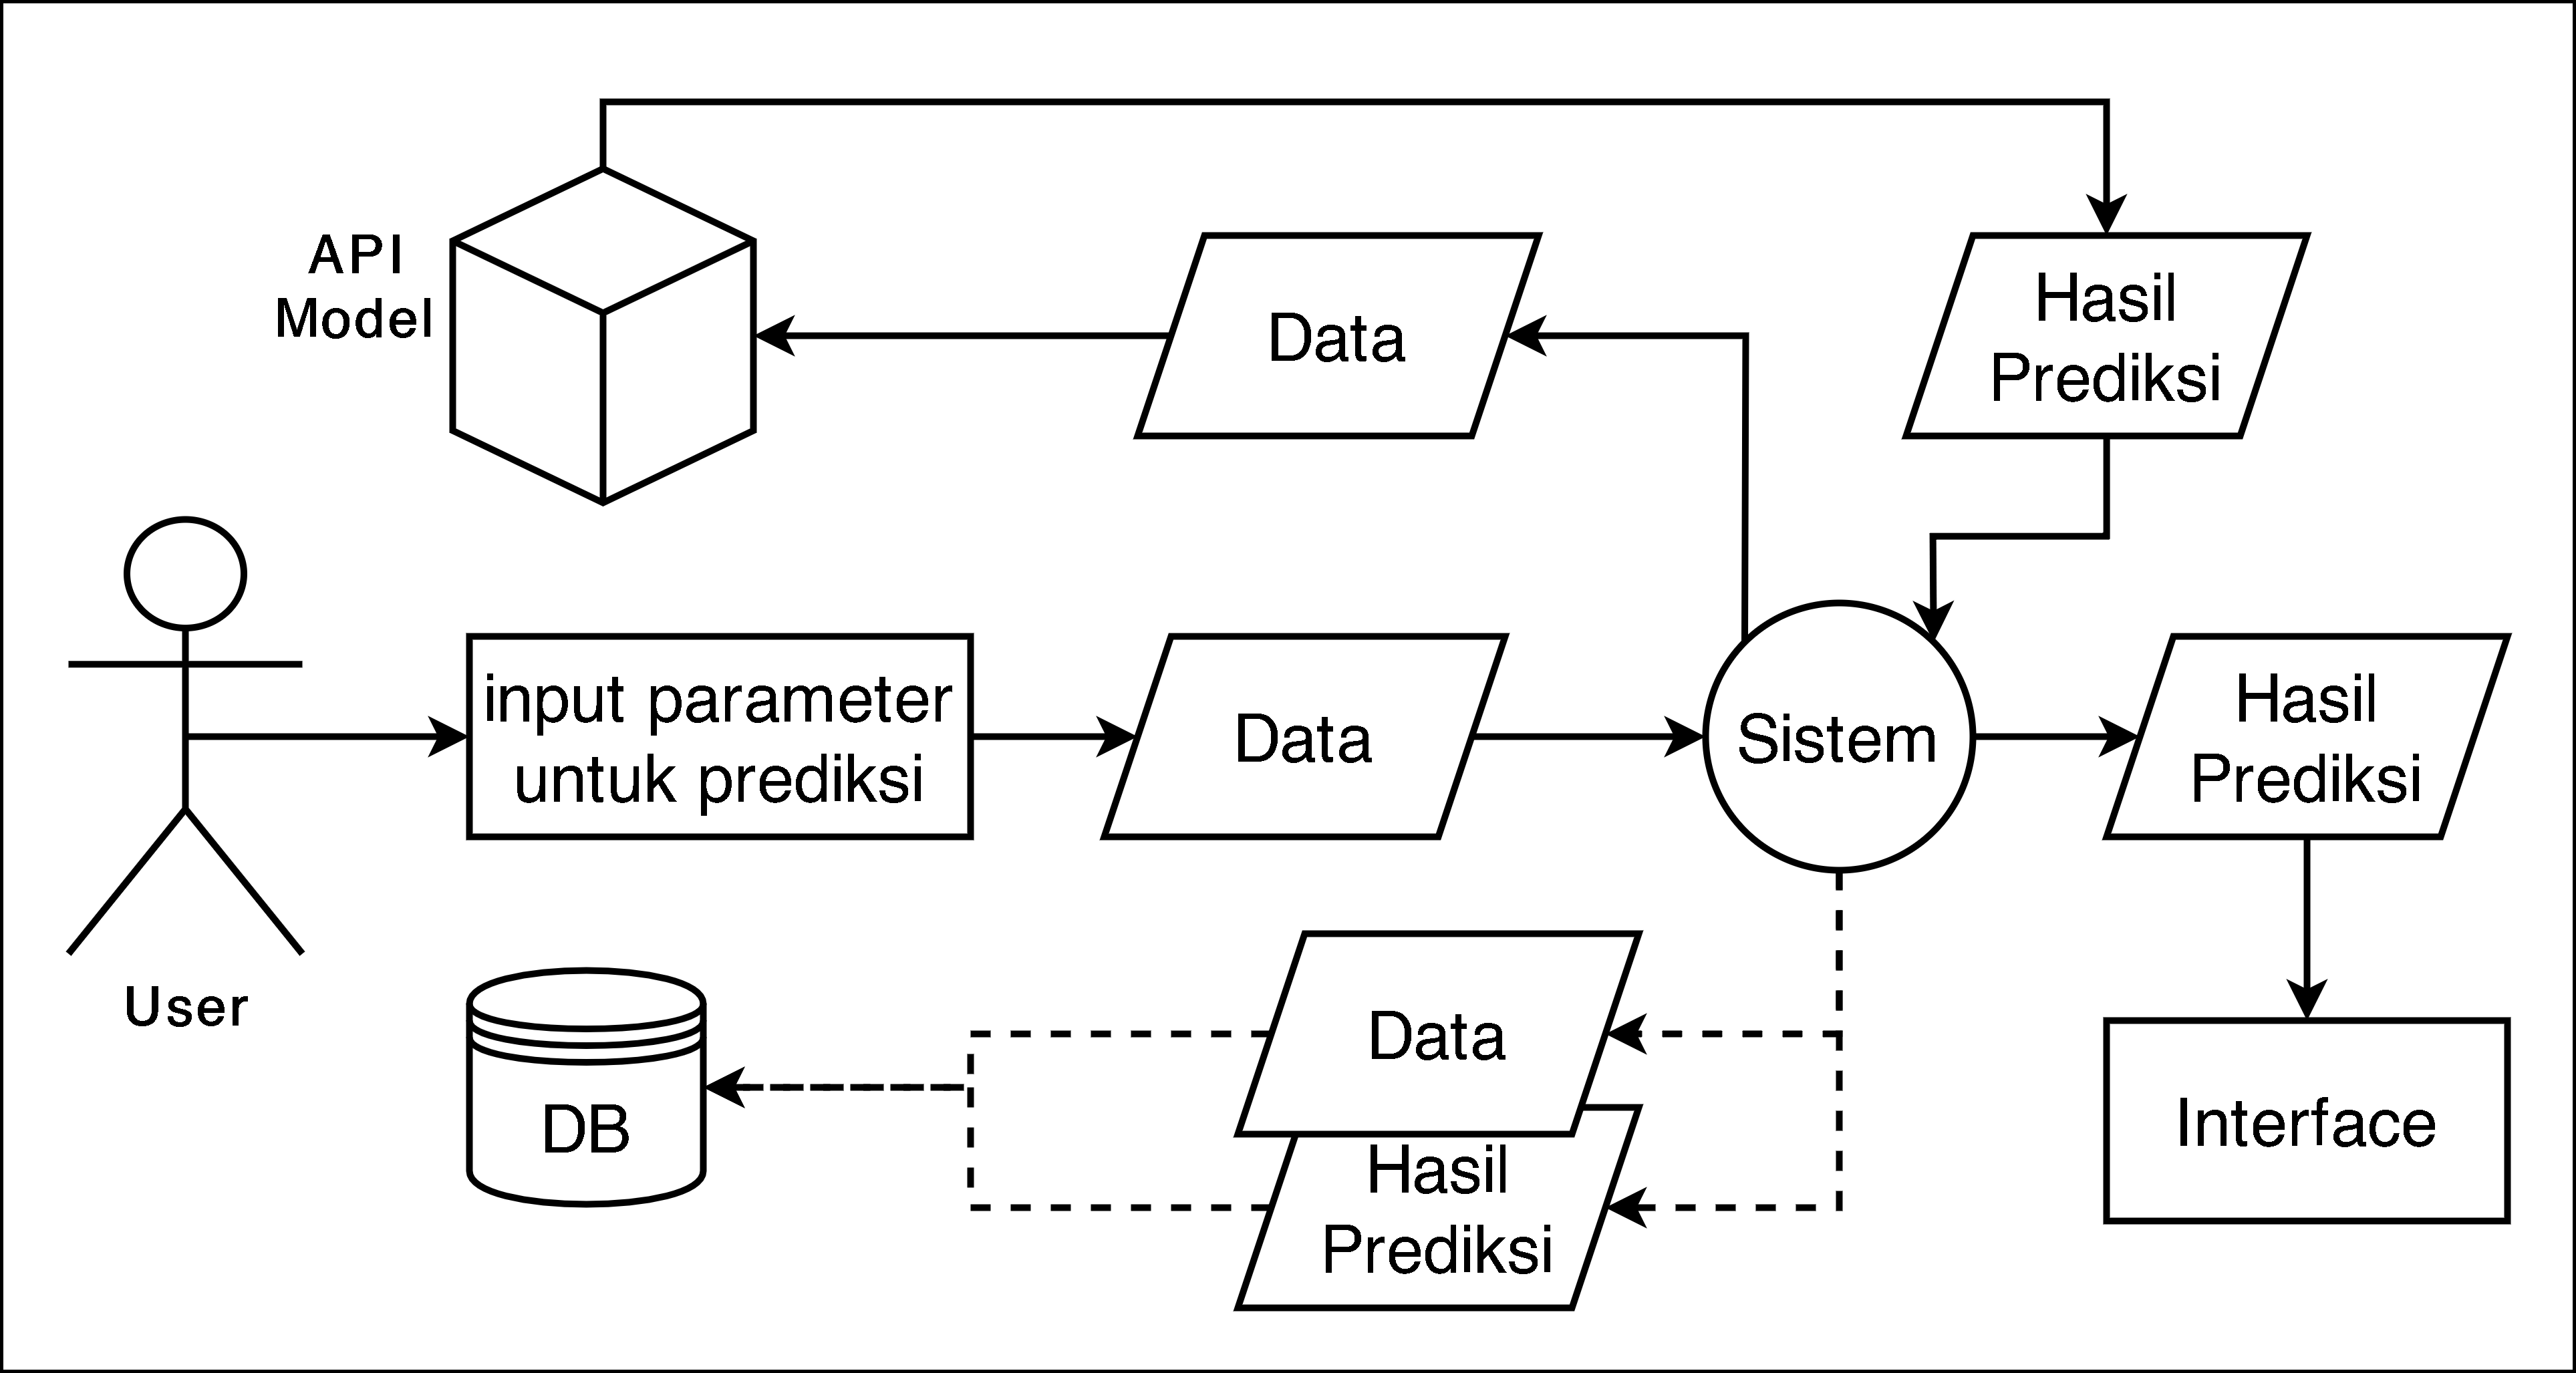 API
Model
Data
Hasil
Prediksi
User
input parameter
untuk prediksi
Data
Sistem
Hasil
Prediksi
DB
Data
Hasil
Prediksi
Interface